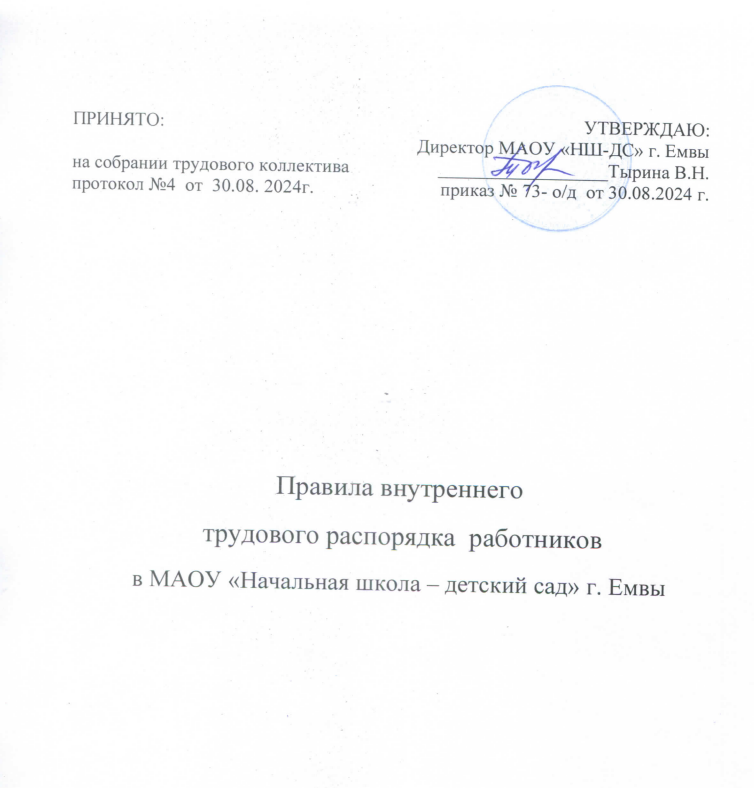 ПРИНЯТО:
на собрании трудового коллектива
протокол №4 от 30.08. 2024г.
УТВЕРЖДАЮ:
Директор МАОУ «НШ-ДС» г. Емвы
Тырина В.Н.
приказ № 73- о/д от 30.08.2024 г.
Правила внутреннего
трудового распорядка работников
в МАОУ «Начальная школа – детский сад» г. Емвы